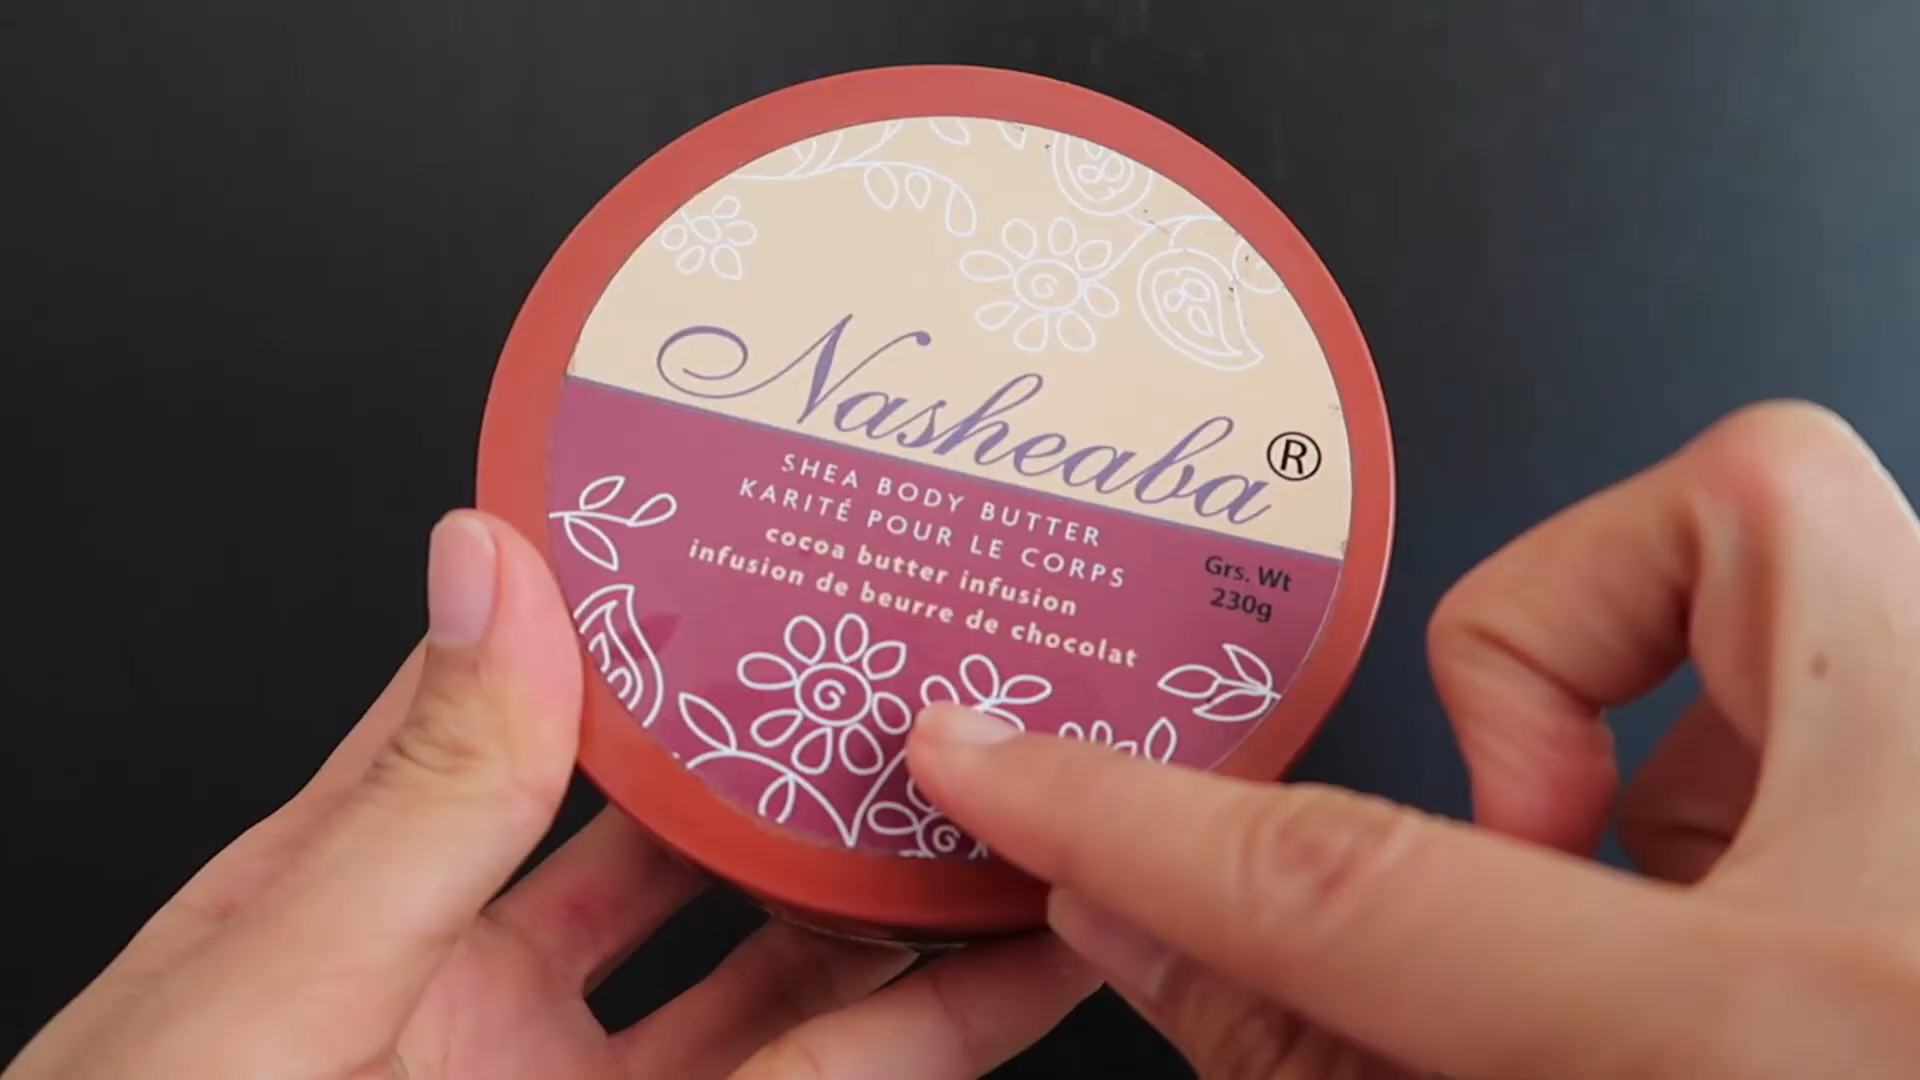 Nasheaba®
SHEA BODY BUTTER
KARITÉ POUR LE CORPS
cocoa butter infusion
infusion de beurre de chocolat
Grs. Wt
230g